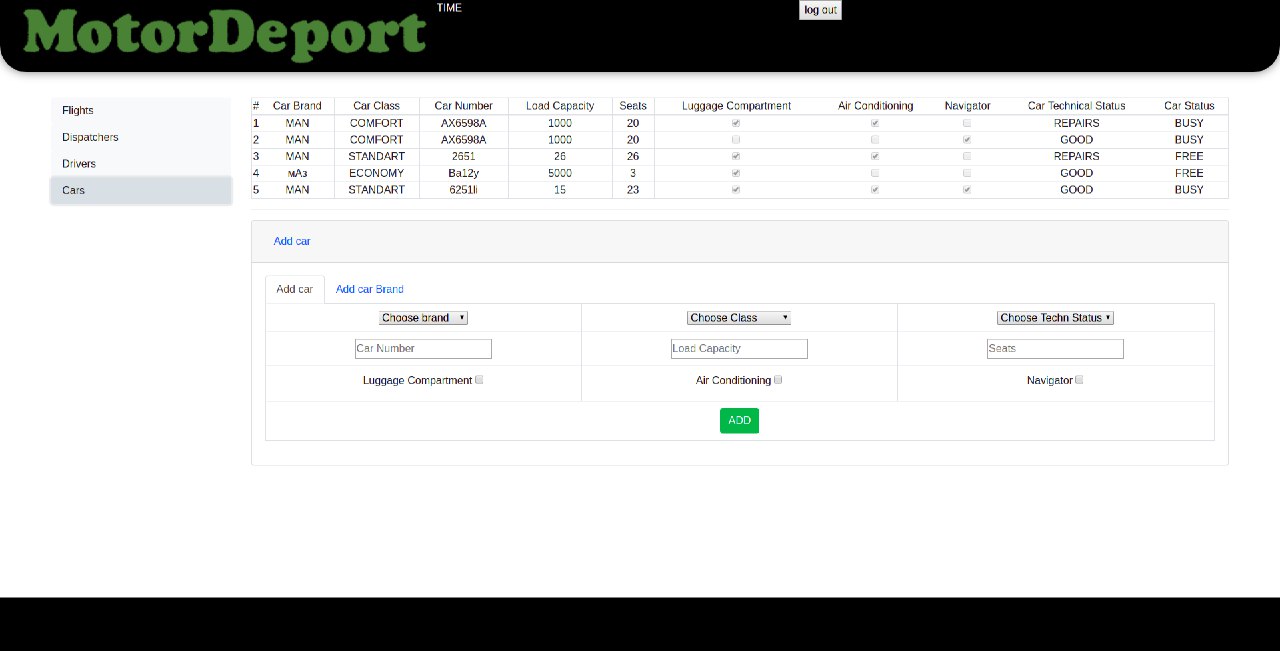 MotorDeport
TIME
log out
Flights
Dispatchers
Drivers
Cars
# Car Brand Car Class Car Number Load Capacity Seats Luggage Compartment Air Conditioning Navigator Car Technical Status Car Status
1 MAN COMFORT AX6598A 1000 20 REPAIRS BUSY
2 MAN COMFORT AX6598A 1000 20 GOOD BUSY
3 MAN STANDART 2651 26 26 REPAIRS FREE
4 мАз ECONOMY Ba12y 5000 3 GOOD FREE
5 MAN STANDART 6251li 15 23 GOOD BUSY
Add car
Add car Add car Brand
Choose brand Choose Class Choose Techn Status
Car Number Load Capacity Seats
Luggage Compartment Air Conditioning Navigator
ADD